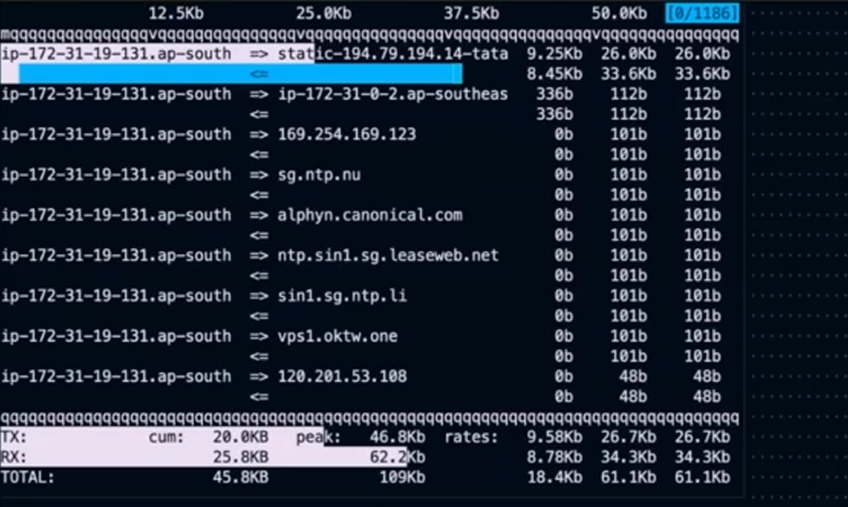 12.5Kb 25.0Kb 37.5Kb 50.0Kb [0/1186]
mqqqqqqqqqqqqqqqvqqqqqqqqqqqqqqqvqqqqqqqqqqqqqqqvqqqqqqqqqqqqqqqvqqqqqqqqqqqqqqq
ip-172-31-19-131.ap-south => static-194.79.194.14-tata 9.25Kb 26.0Kb 26.0Kb
<= 8.45Kb 33.6Kb 33.6Kb
ip-172-31-19-131.ap-south => ip-172-31-0-2.ap-southeas 336b 112b 112b
<= 336b 112b 112b
ip-172-31-19-131.ap-south => 169.254.169.123 0b 101b 101b
<= 0b 101b 101b
ip-172-31-19-131.ap-south => sg.ntp.nu 0b 101b 101b
<= 0b 101b 101b
ip-172-31-19-131.ap-south => alphyn.canonical.com 0b 101b 101b
<= 0b 101b 101b
ip-172-31-19-131.ap-south => ntp.sin1.sg.leaseweb.net 0b 101b 101b
<= 0b 101b 101b
ip-172-31-19-131.ap-south => sin1.sg.ntp.li 0b 101b 101b
<= 0b 101b 101b
ip-172-31-19-131.ap-south => vps1.oktw.one 0b 101b 101b
<= 0b 101b 101b
ip-172-31-19-131.ap-south => 120.201.53.108 0b 48b 48b
<= 0b 48b 48b
qqqqqqqqqqqqqqqqqqqqqqqqqqqqqqqqqqqqqqqqqqqqqqqqqqqqqqqqqqqqqqqqqqqqqqqqqqqqqqqq
TX: cum: 20.0KB peak: 46.8Kb rates: 9.58Kb 26.7Kb 26.7Kb
RX: 25.8KB 62.2Kb 8.78Kb 34.3Kb 34.3Kb
TOTAL: 45.8KB 109Kb 18.4Kb 61.1Kb 61.1Kb